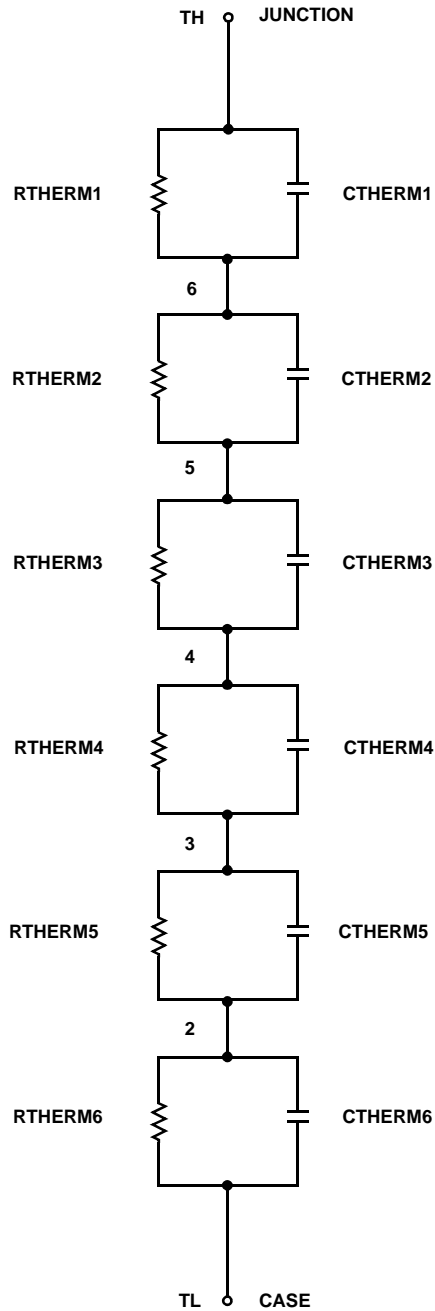 TH JUNCTION
RTHERM1 CTHERM1
6
RTHERM2 CTHERM2
5
RTHERM3 CTHERM3
4
RTHERM4 CTHERM4
3
RTHERM5 CTHERM5
2
RTHERM6 CTHERM6
TL CASE